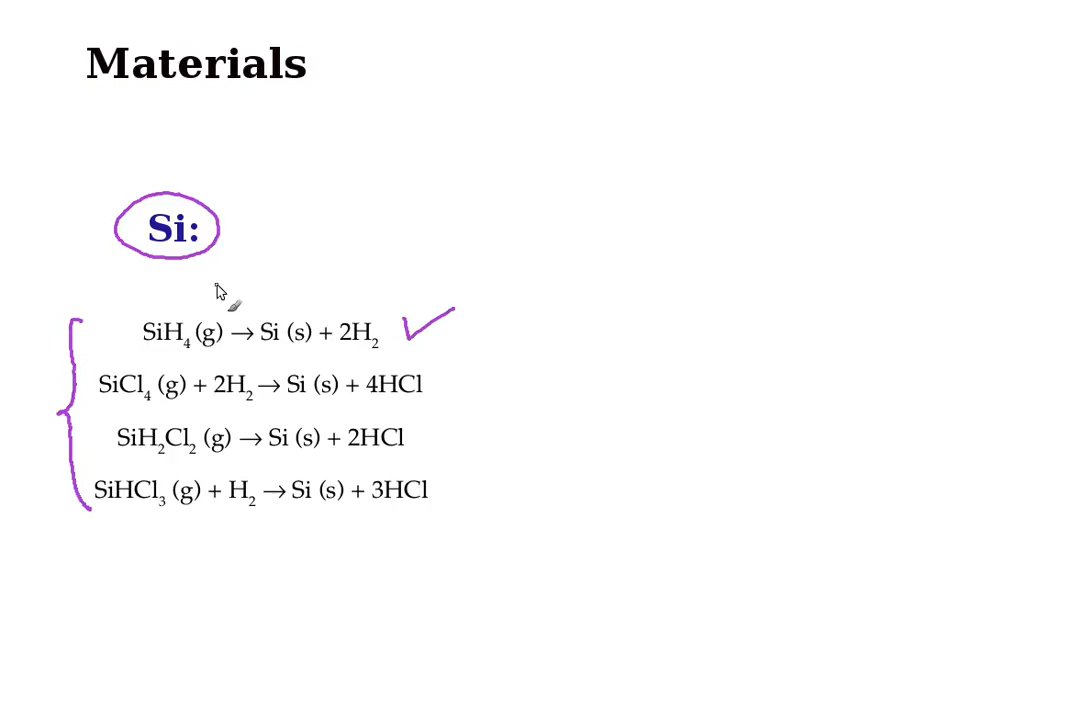 Materials
Si:
SiH₄ (g) → Si (s) + 2H₂
SiCl₄ (g) + 2H₂ → Si (s) + 4HCl
SiH₂Cl₂ (g) → Si (s) + 2HCl
SiHCl₃ (g) + H₂ → Si (s) + 3HCl